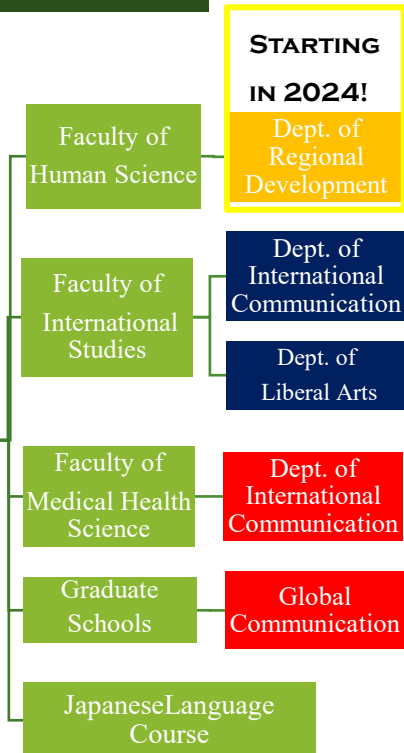 STARTING
IN 2024!
Faculty of
Human Science
Dept. of
Regional
Development
Faculty of
International
Studies
Dept. of
International
Communication
Dept. of
Liberal Arts
Faculty of
Medical Health
Science
Dept. of
International
Communication
Graduate
Schools
Global
Communication
JapaneseLanguage
Course